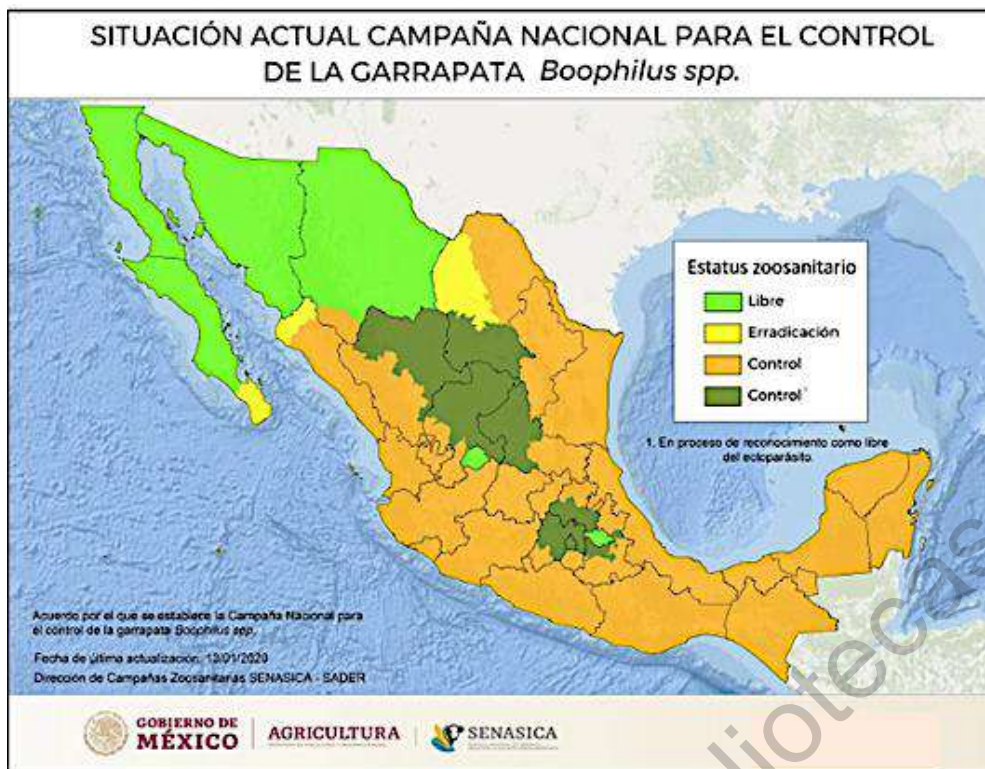 SITUACIÓN ACTUAL CAMPAÑA NACIONAL PARA EL CONTROL
DE LA GARRAPATA Boophilus spp.
Estatus zoosanitario
Libre
Erradicación
Control
Control¹
1. En proceso de reconocimiento como libre
del ectoparásito.
Acuerdo por el que se establece la Campaña Nacional para
el control de la garrapata Boophilus spp.
Fecha de última actualización: 13/01/2020
Dirección de Campañas Zoosanitarias SENASICA - SADER
GOBIERNO DE
MÉXICO
AGRICULTURA
SENASICA
liotecas